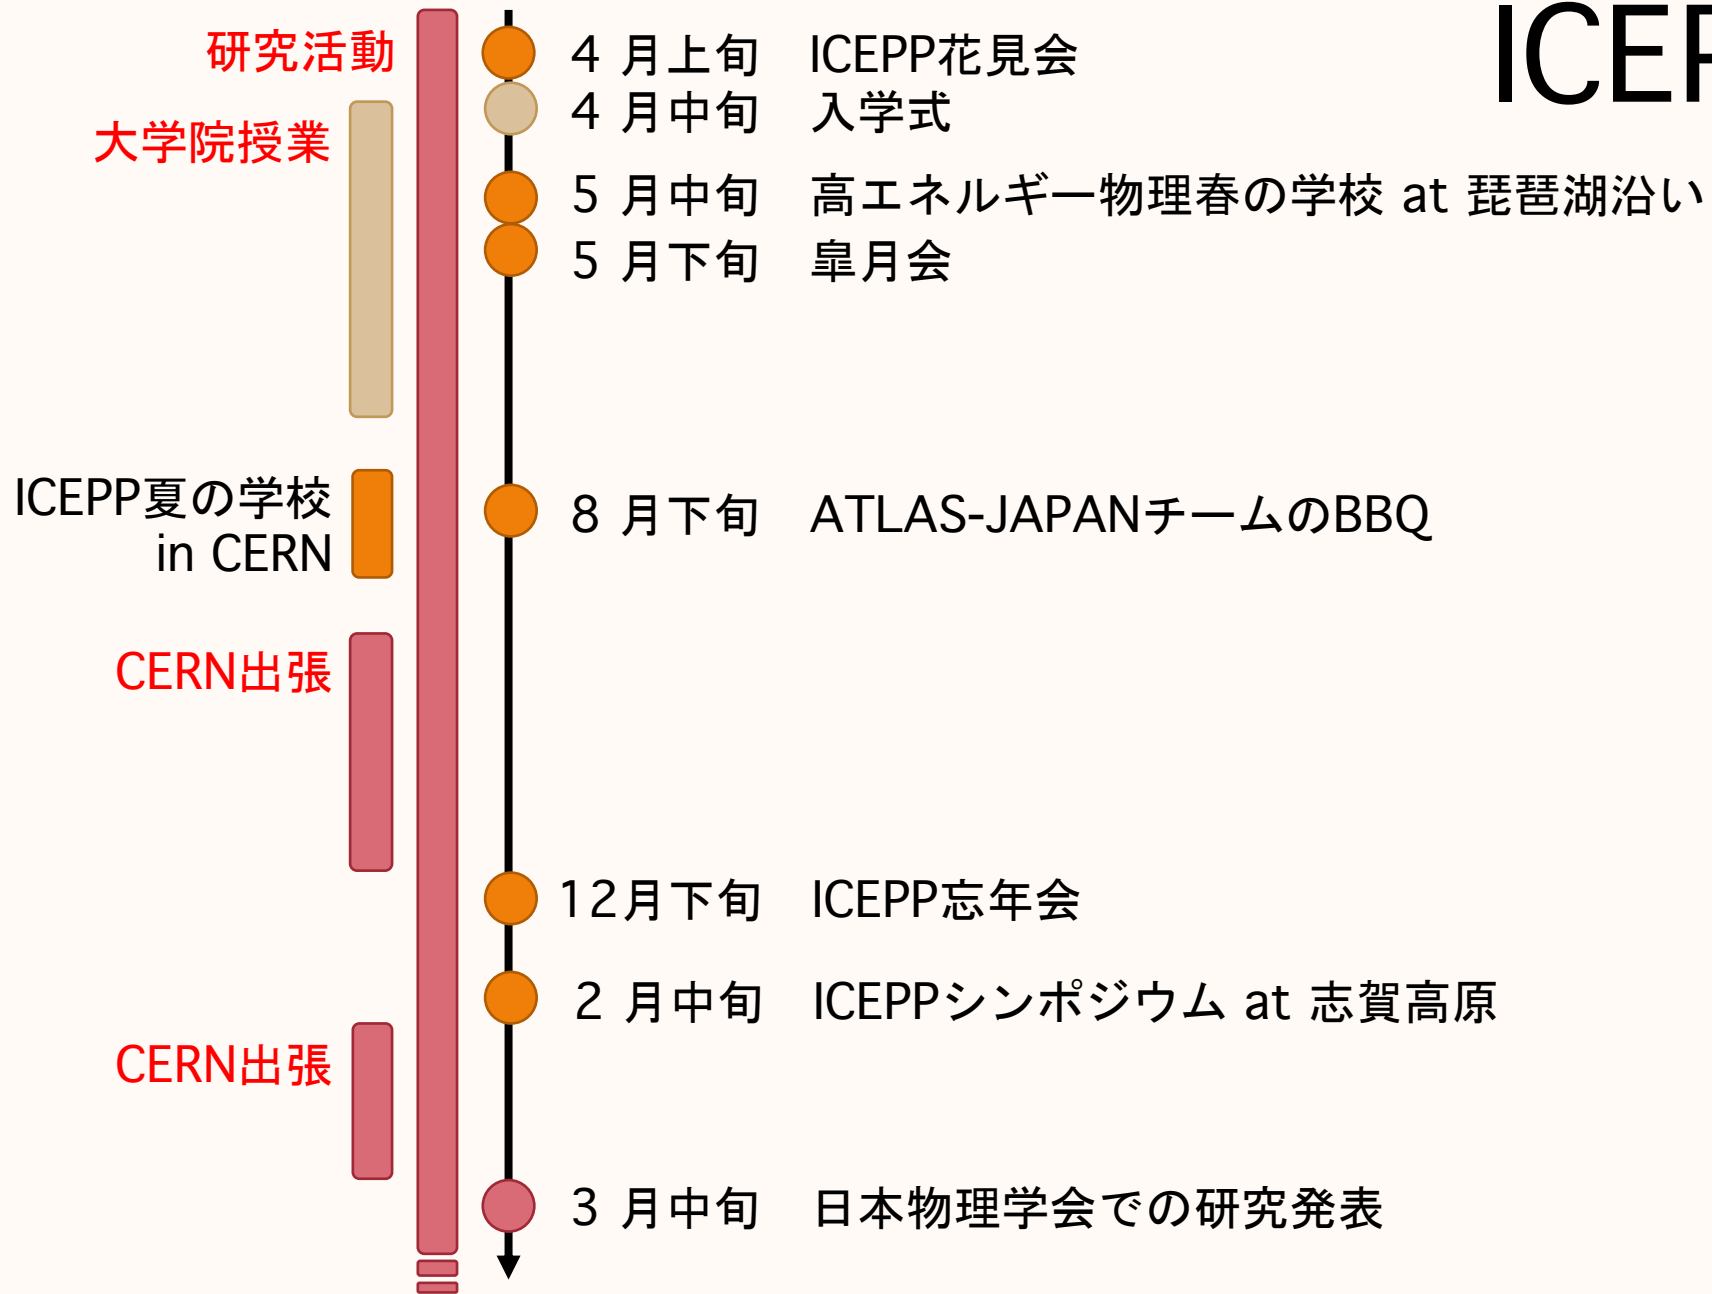 ICEP
研究活動
大学院授業
ICEPP夏の学校
in CERN
CERN出張
CERN出張
4 月上旬 ICEPP花見会
4 月中旬 入学式
5 月中旬 高エネルギー物理春の学校 at 琵琶湖沿い
5 月下旬 皐月会
8 月下旬 ATLAS-JAPANチームのBBQ
12月下旬 ICEPP忘年会
2 月中旬 ICEPPシンポジウム at 志賀高原
3 月中旬 日本物理学会での研究発表